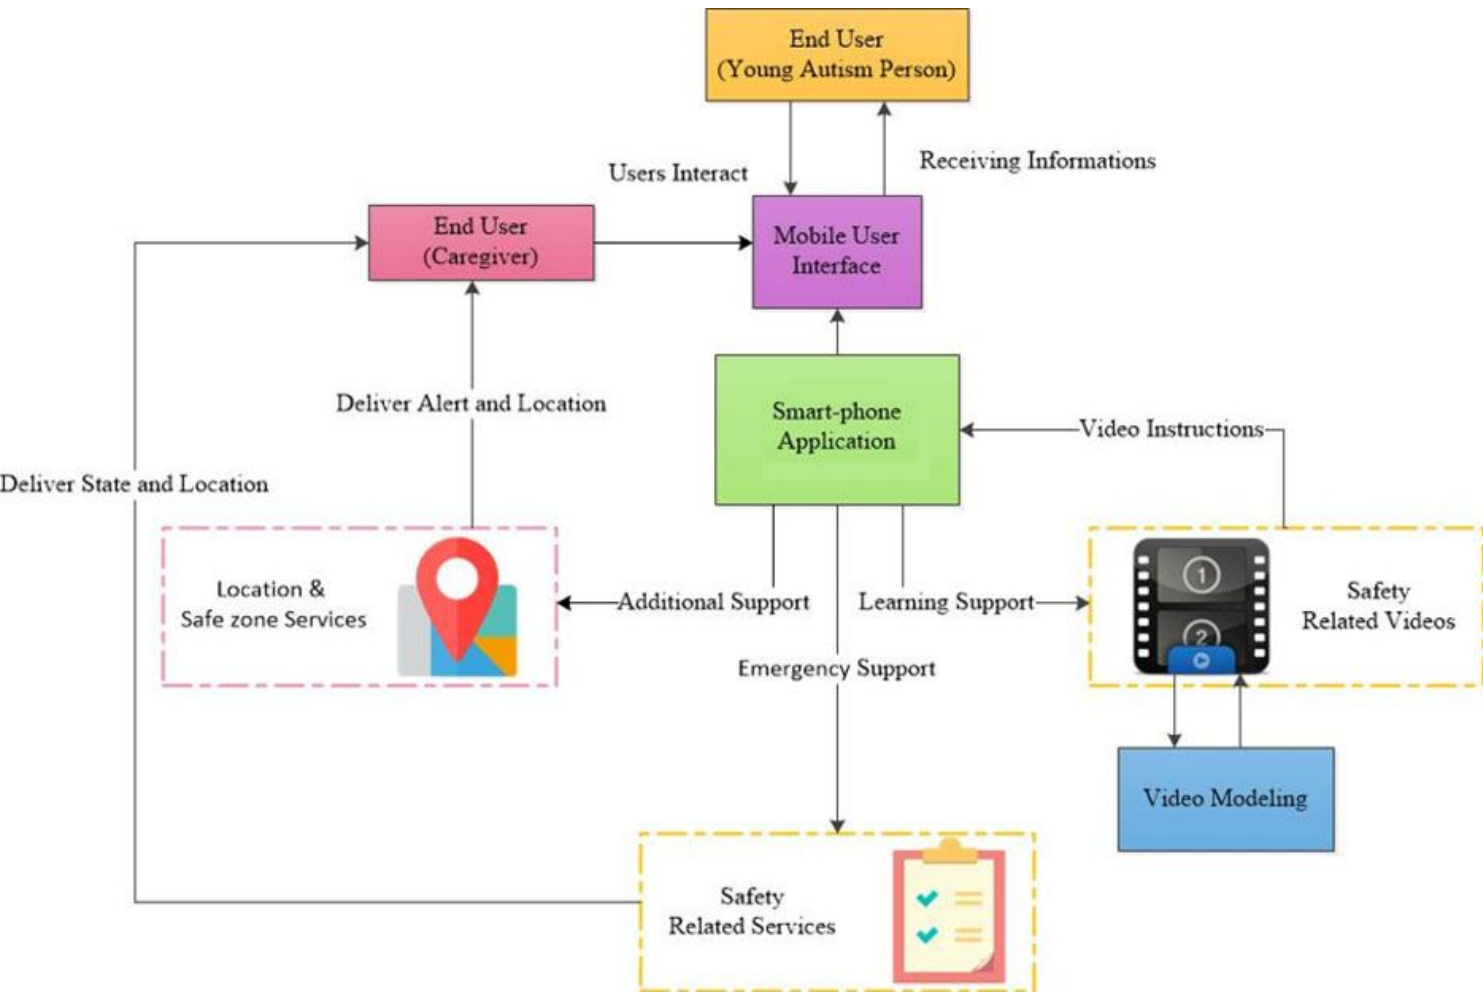 End User
(Young Autism Person)
Users Interact
Receiving Informations
End User
(Caregiver)
Mobile User
Interface
Deliver Alert and Location
Smart-phone
Application
Video Instructions
Deliver State and Location
Location &
Safe zone Services
Additional Support
Learning Support
1
2
Safety
Related Videos
Emergency Support
Video Modeling
Safety
Related Services